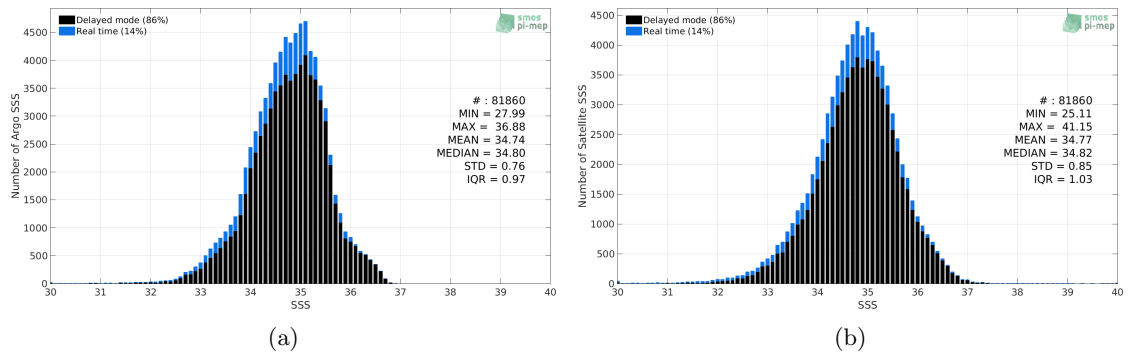 Delayed mode (86%)
Real time (14%)
smos
pi-mep
4500
4000
3500
3000
2500
2000
1500
1000
500
0
Number of Argo SSS
# : 81860
MIN = 27.99
MAX = 36.88
MEAN = 34.74
MEDIAN = 34.80
STD = 0.76
IQR = 0.97
30 31 32 33 34 35 36 37 38 39 40
SSS
(a)
Delayed mode (86%)
Real time (14%)
smos
pi-mep
4500
4000
3500
3000
2500
2000
1500
1000
500
0
Number of Satellite SSS
# : 81860
MIN = 25.11
MAX = 41.15
MEAN = 34.77
MEDIAN = 34.82
STD = 0.85
IQR = 1.03
30 31 32 33 34 35 36 37 38 39 40
SSS
(b)